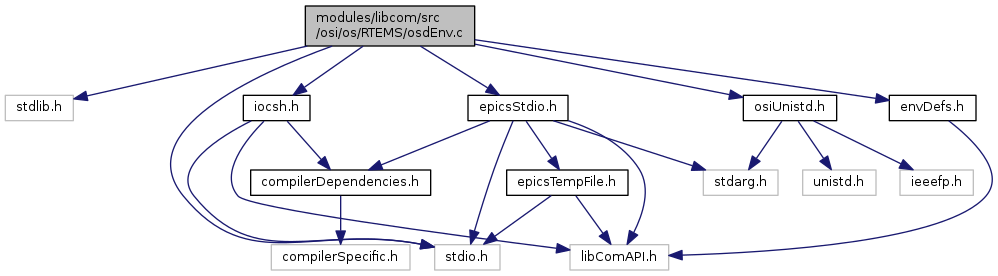 modules/libcom/src
/osi/os/RTEMS/osdEnv.c
stdlib.h
iocsh.h
epicsStdio.h
osiUnistd.h
envDefs.h
compilerDependencies.h
epicsTempFile.h
stdarg.h
unistd.h
ieeefp.h
compilerSpecific.h
stdio.h
libComAPI.h